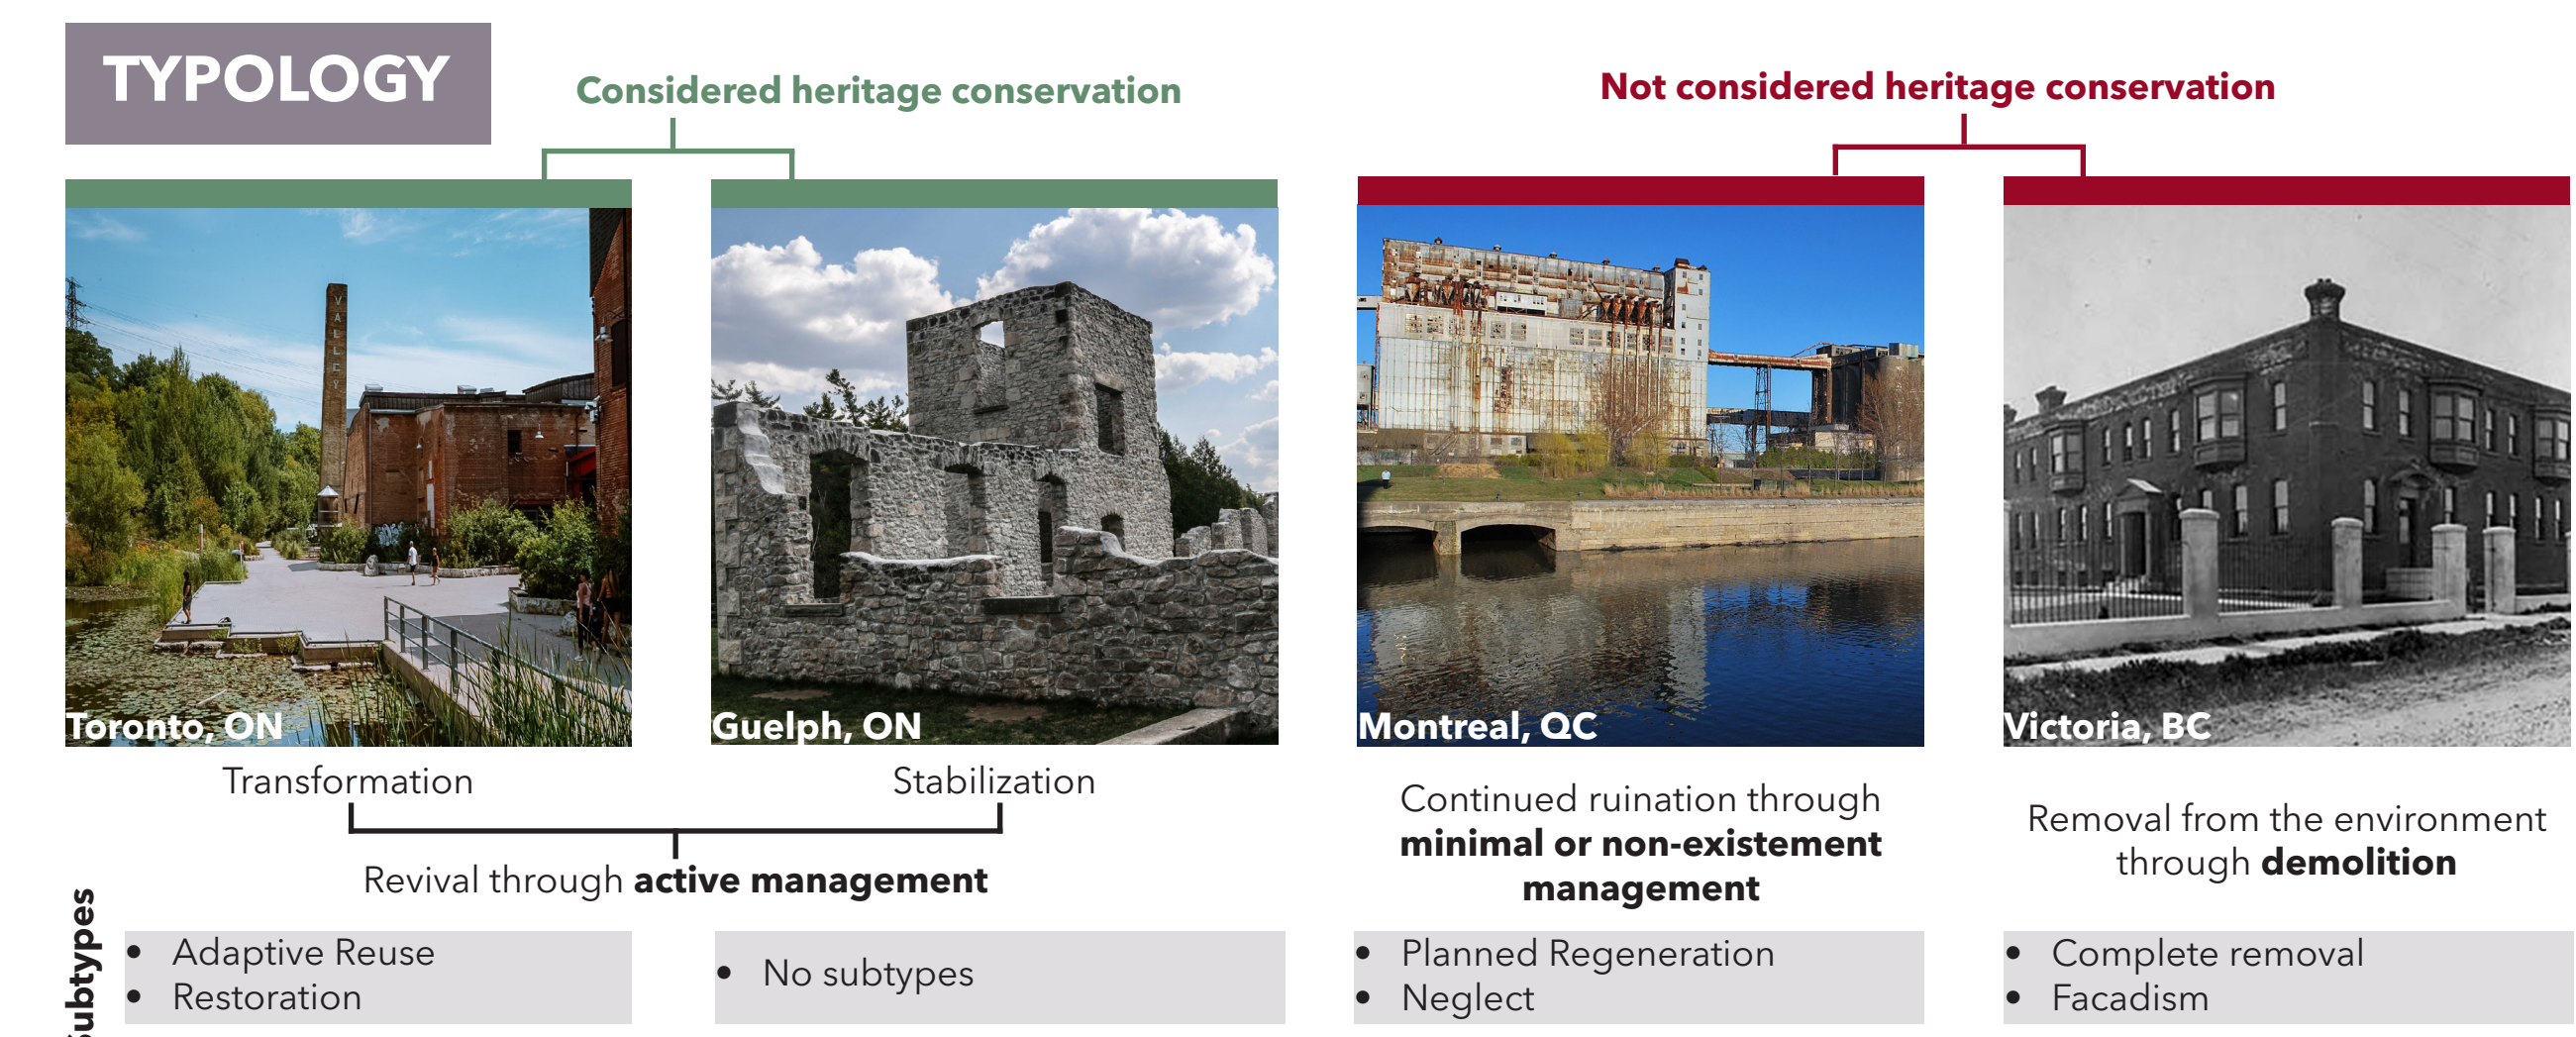 TYPOLOGY
Considered heritage conservation
Not considered heritage conservation
VALLEY
Toronto, ON
Guelph, ON
Montreal, QC
Victoria, BC
Transformation
Stabilization
Revival through active management
Continued ruination through
minimal or non-existement
management
Removal from the environment
through demolition
Subtypes
• Adaptive Reuse
• Restoration
• No subtypes
• Planned Regeneration
• Neglect
• Complete removal
• Facadism